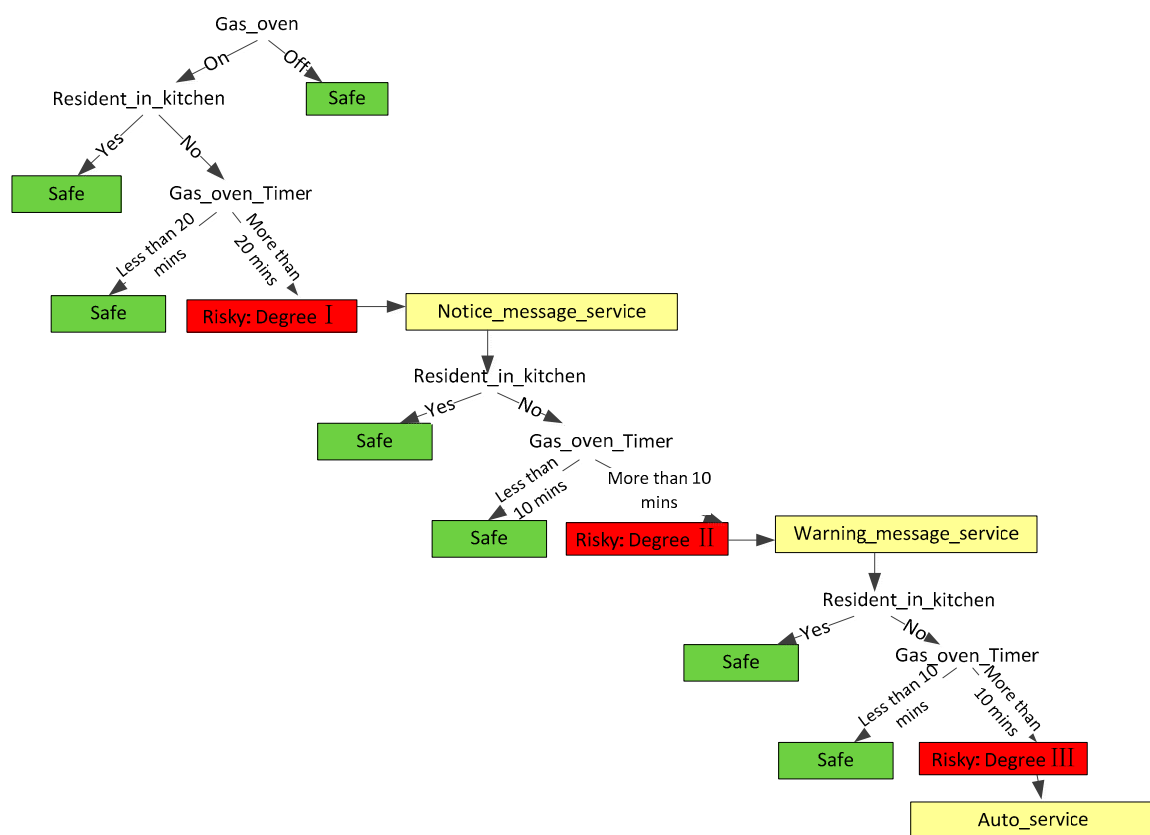 Gas_oven
On
Off
Safe
Resident_in_kitchen
Yes
No
Safe
Gas_oven_Timer
Less than 20
mins
More than
20 mins
Safe
Risky: Degree Ⅰ
Notice_message_service
Resident_in_kitchen
Yes
No
Safe
Gas_oven_Timer
Less than
10 mins
More than 10
mins
Safe
Risky: Degree Ⅱ
Warning_message_service
Resident_in_kitchen
Yes
No
Safe
Gas_oven_Timer
Less than 10
mins
More than
10 mins
Safe
Risky: Degree Ⅲ
Auto_service